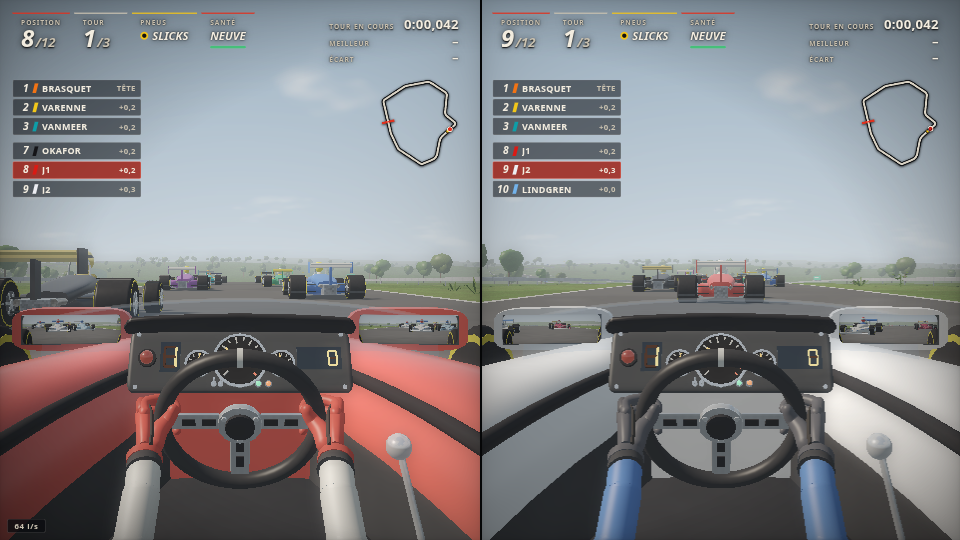 POSITION TOUR PNEUS SANTÉ
8/12 1/3 SLICKS NEUVE
TOUR EN COURS 0:00,042
MEILLEUR –
ÉCART –
1 BRASQUET TÊTE
2 VARENNE +0,2
3 VANMEER +0,2
7 OKAFOR +0,2
8 J1 +0,2
9 J2 +0,3
1 0
64 i/s
POSITION TOUR PNEUS SANTÉ
9/12 1/3 SLICKS NEUVE
TOUR EN COURS 0:00,042
MEILLEUR –
ÉCART –
1 BRASQUET TÊTE
2 VARENNE +0,2
3 VANMEER +0,2
8 J1 +0,2
9 J2 +0,3
10 LINDGREN +0,0
1 0